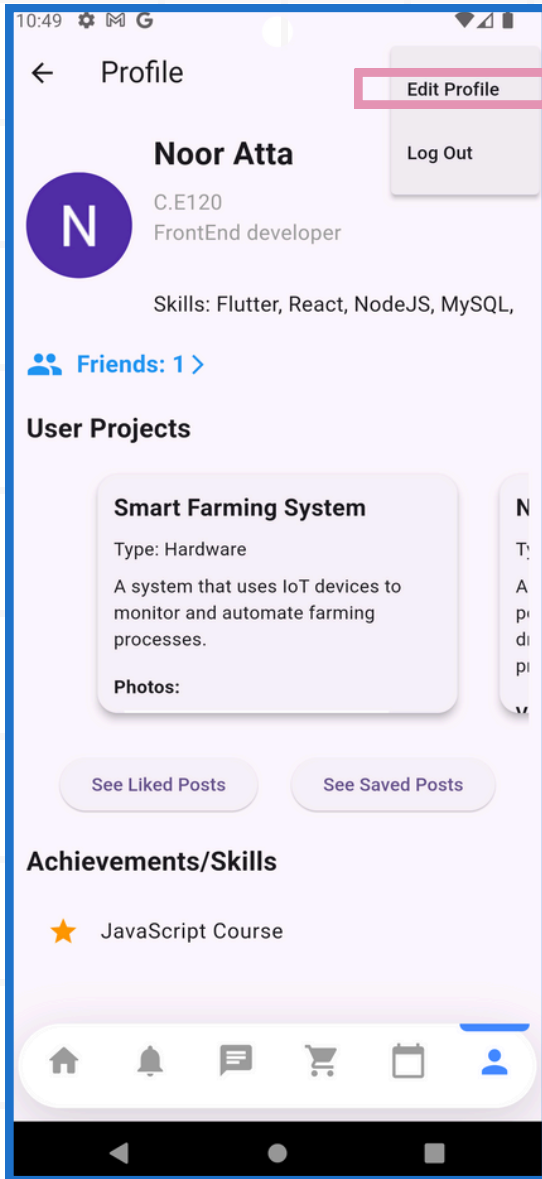 10:49
Profile
Edit Profile
Log Out
Noor Atta
N
C.E120
FrontEnd developer
Skills: Flutter, React, NodeJS, MySQL,
Friends: 1
User Projects
Smart Farming System
Type: Hardware
A system that uses IoT devices to
monitor and automate farming
processes.
Photos:
See Liked Posts
See Saved Posts
Achievements/Skills
JavaScript Course